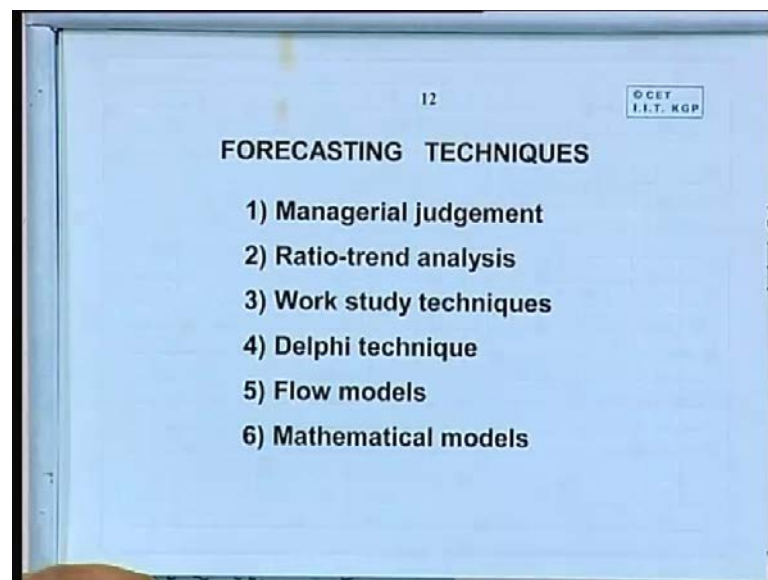 12
© CET
I.I.T. KGP
FORECASTING TECHNIQUES
1) Managerial judgement
2) Ratio-trend analysis
3) Work study techniques
4) Delphi technique
5) Flow models
6) Mathematical models